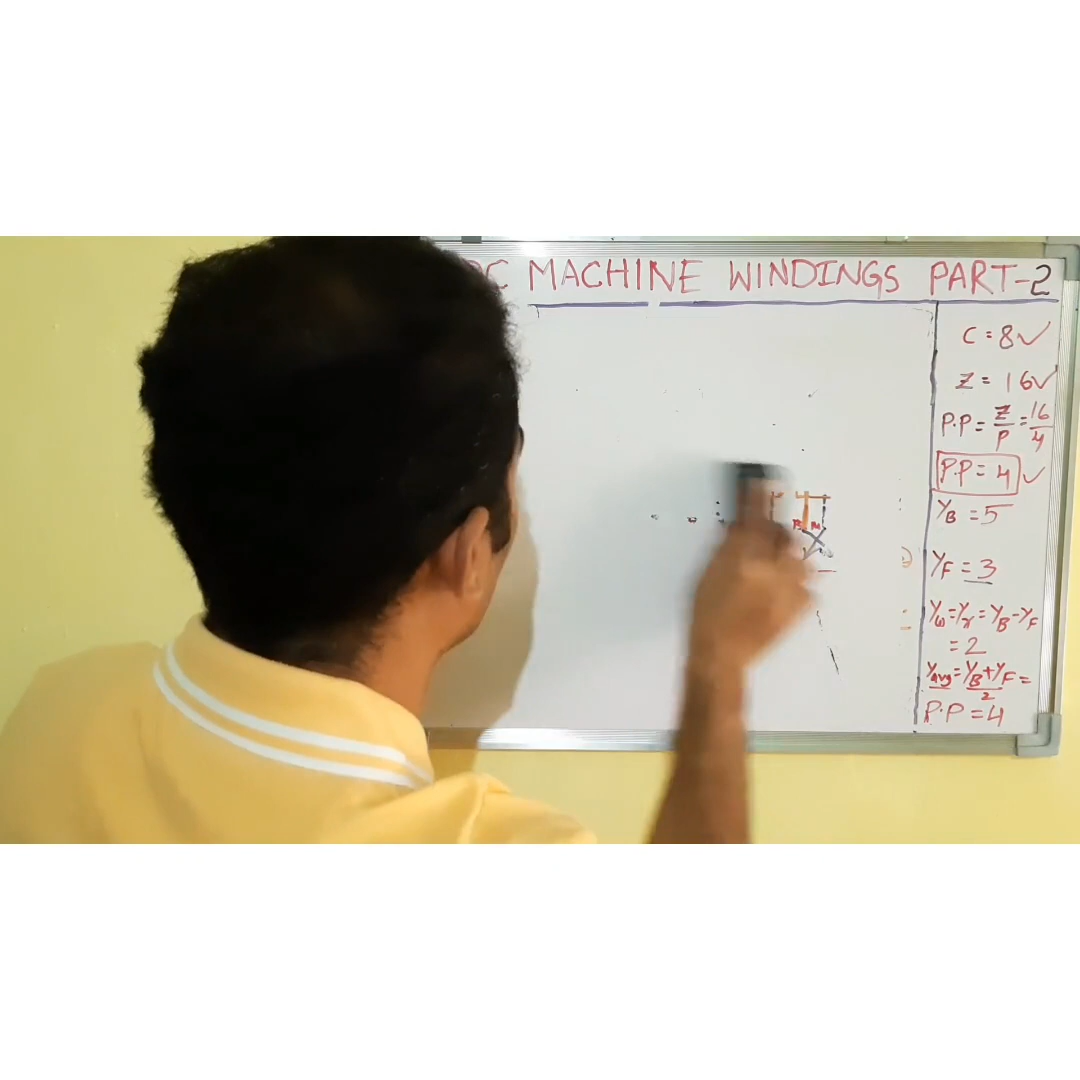 DC MACHINE WINDINGS PART-2
C = 8✓
Z = 16✓
P.P = Z/P = 16/4
P.P = 4 ✓
Y_B = 5
Y_F = 3
Y_w = Y_r = Y_B - Y_F
= 2
Y_avg = Y_B + Y_F / 2 =
P.P = 4